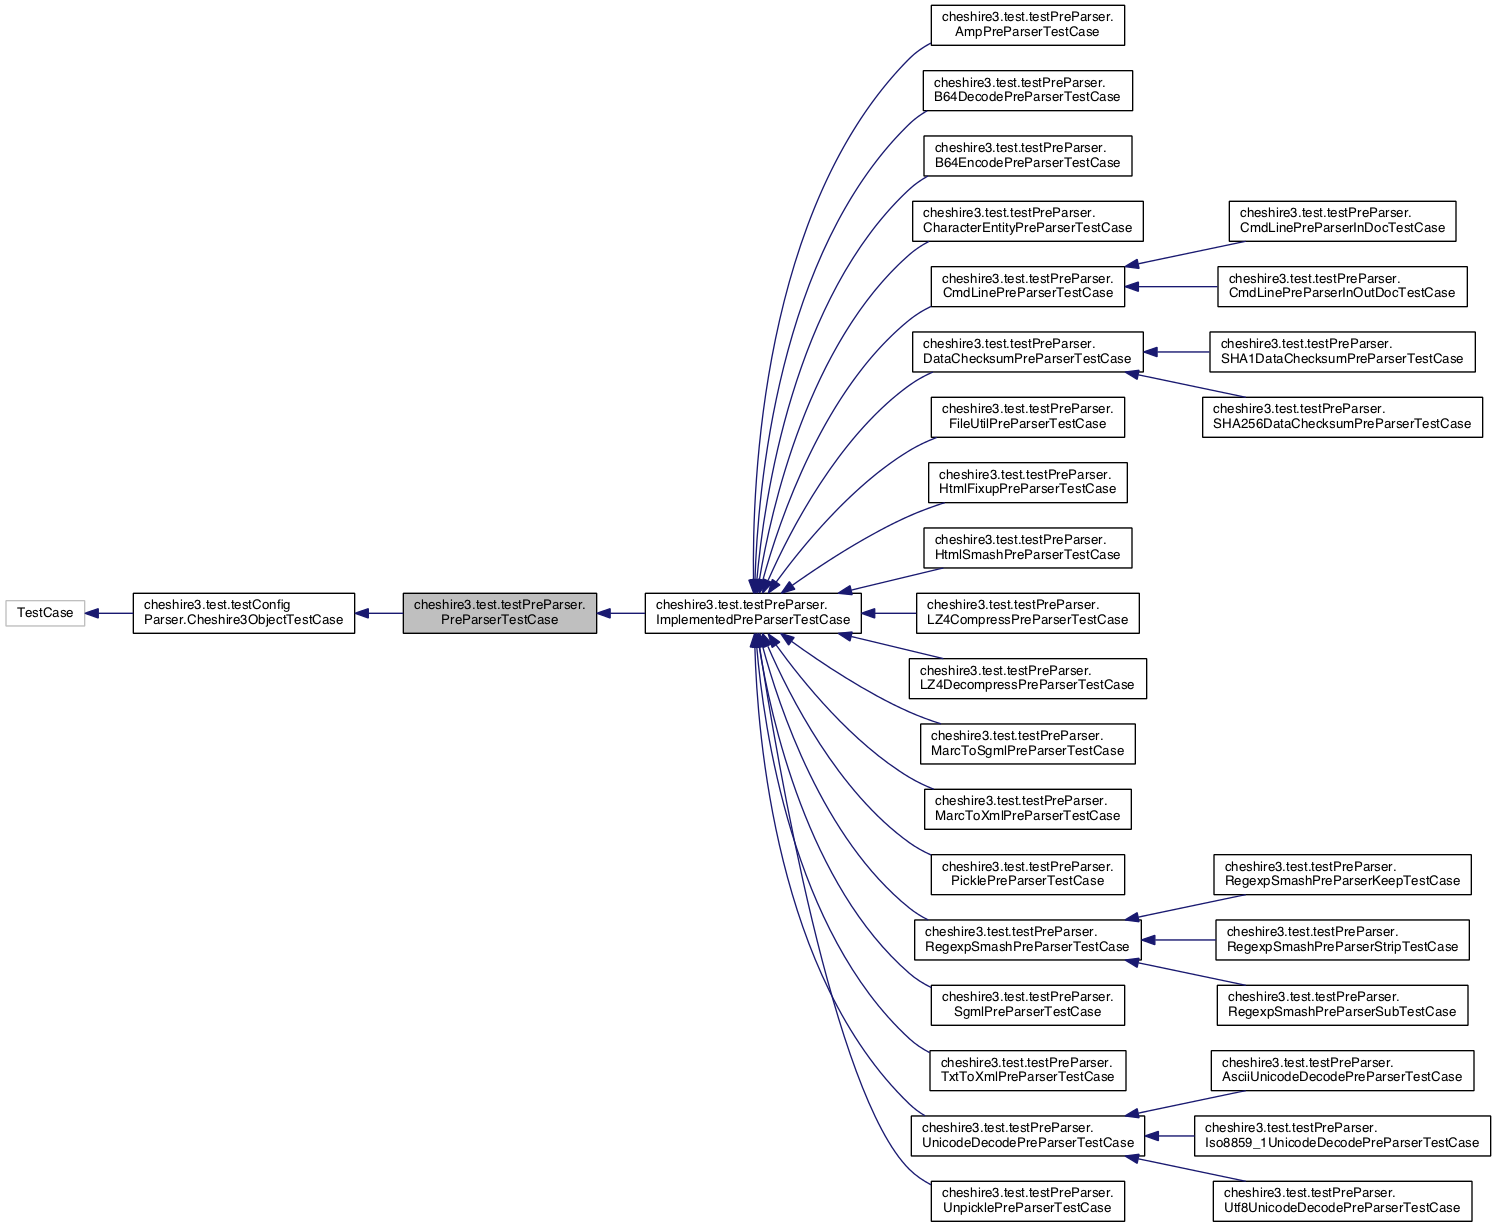 TestCase
cheshire3.test.testConfig
Parser.Cheshire3ObjectTestCase
cheshire3.test.testPreParser.
PreParserTestCase
cheshire3.test.testPreParser.
ImplementedPreParserTestCase
cheshire3.test.testPreParser.
AmpPreParserTestCase
cheshire3.test.testPreParser.
B64DecodePreParserTestCase
cheshire3.test.testPreParser.
B64EncodePreParserTestCase
cheshire3.test.testPreParser.
CharacterEntityPreParserTestCase
cheshire3.test.testPreParser.
CmdLinePreParserTestCase
cheshire3.test.testPreParser.
CmdLinePreParserInDocTestCase
cheshire3.test.testPreParser.
CmdLinePreParserInOutDocTestCase
cheshire3.test.testPreParser.
DataChecksumPreParserTestCase
cheshire3.test.testPreParser.
SHA1DataChecksumPreParserTestCase
cheshire3.test.testPreParser.
SHA256DataChecksumPreParserTestCase
cheshire3.test.testPreParser.
FileUtilPreParserTestCase
cheshire3.test.testPreParser.
HtmlFixupPreParserTestCase
cheshire3.test.testPreParser.
HtmlSmashPreParserTestCase
cheshire3.test.testPreParser.
LZ4CompressPreParserTestCase
cheshire3.test.testPreParser.
LZ4DecompressPreParserTestCase
cheshire3.test.testPreParser.
MarcToSgmlPreParserTestCase
cheshire3.test.testPreParser.
MarcToXmlPreParserTestCase
cheshire3.test.testPreParser.
PicklePreParserTestCase
cheshire3.test.testPreParser.
RegexpSmashPreParserTestCase
cheshire3.test.testPreParser.
RegexpSmashPreParserKeepTestCase
cheshire3.test.testPreParser.
RegexpSmashPreParserStripTestCase
cheshire3.test.testPreParser.
RegexpSmashPreParserSubTestCase
cheshire3.test.testPreParser.
SgmlPreParserTestCase
cheshire3.test.testPreParser.
TxtToXmlPreParserTestCase
cheshire3.test.testPreParser.
UnicodeDecodePreParserTestCase
cheshire3.test.testPreParser.
AsciiUnicodeDecodePreParserTestCase
cheshire3.test.testPreParser.
Iso8859_1UnicodeDecodePreParserTestCase
cheshire3.test.testPreParser.
Utf8UnicodeDecodePreParserTestCase
cheshire3.test.testPreParser.
UnpicklePreParserTestCase